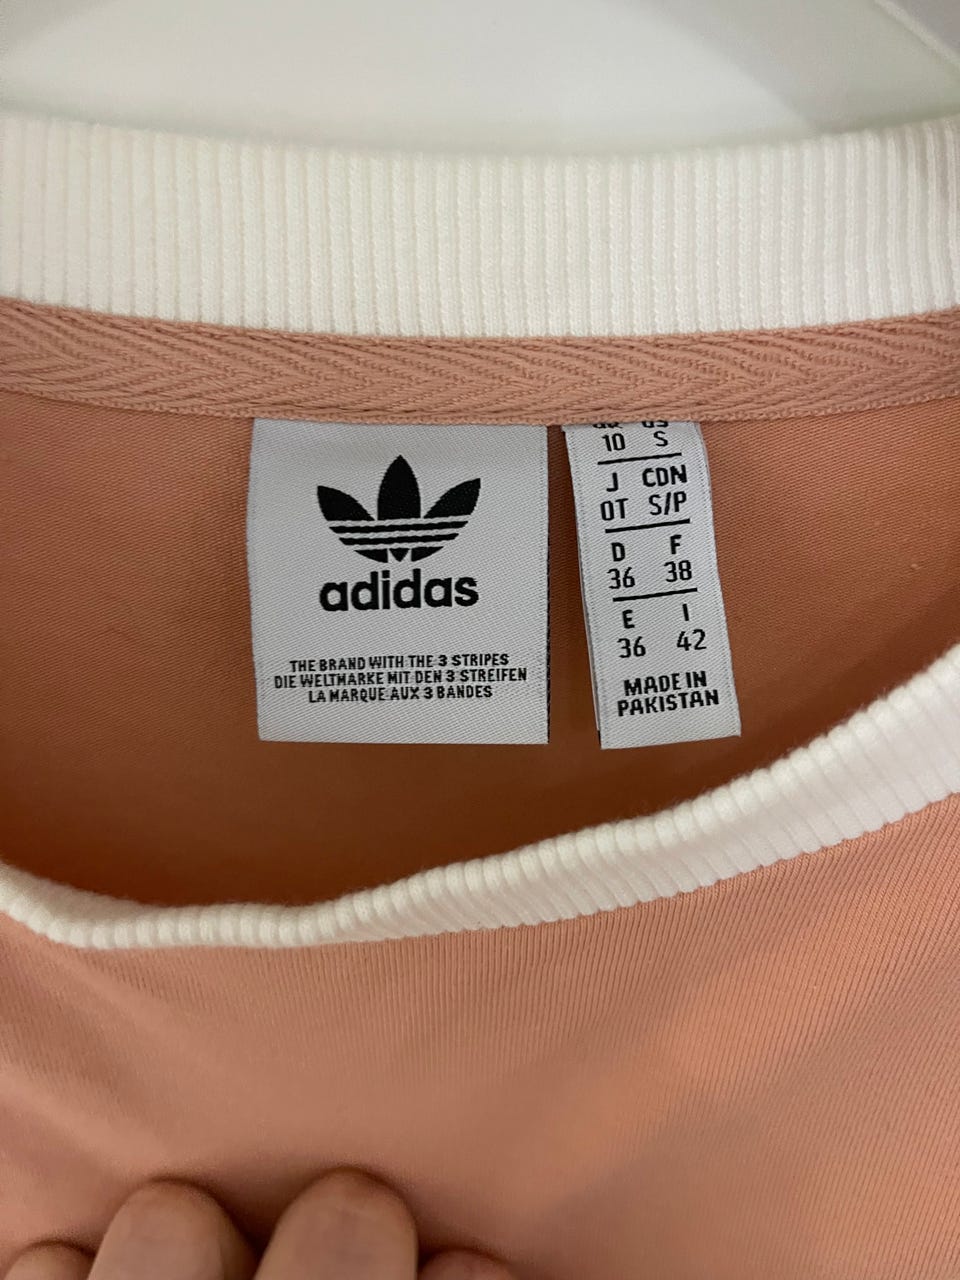 adidas
THE BRAND WITH THE 3 STRIPES
DIE WELTMARKE MIT DEN 3 STREIFEN
LA MARQUE AUX 3 BANDES
10 S
J CDN
OT S/P
D F
36 38
E I
36 42
MADE IN
PAKISTAN